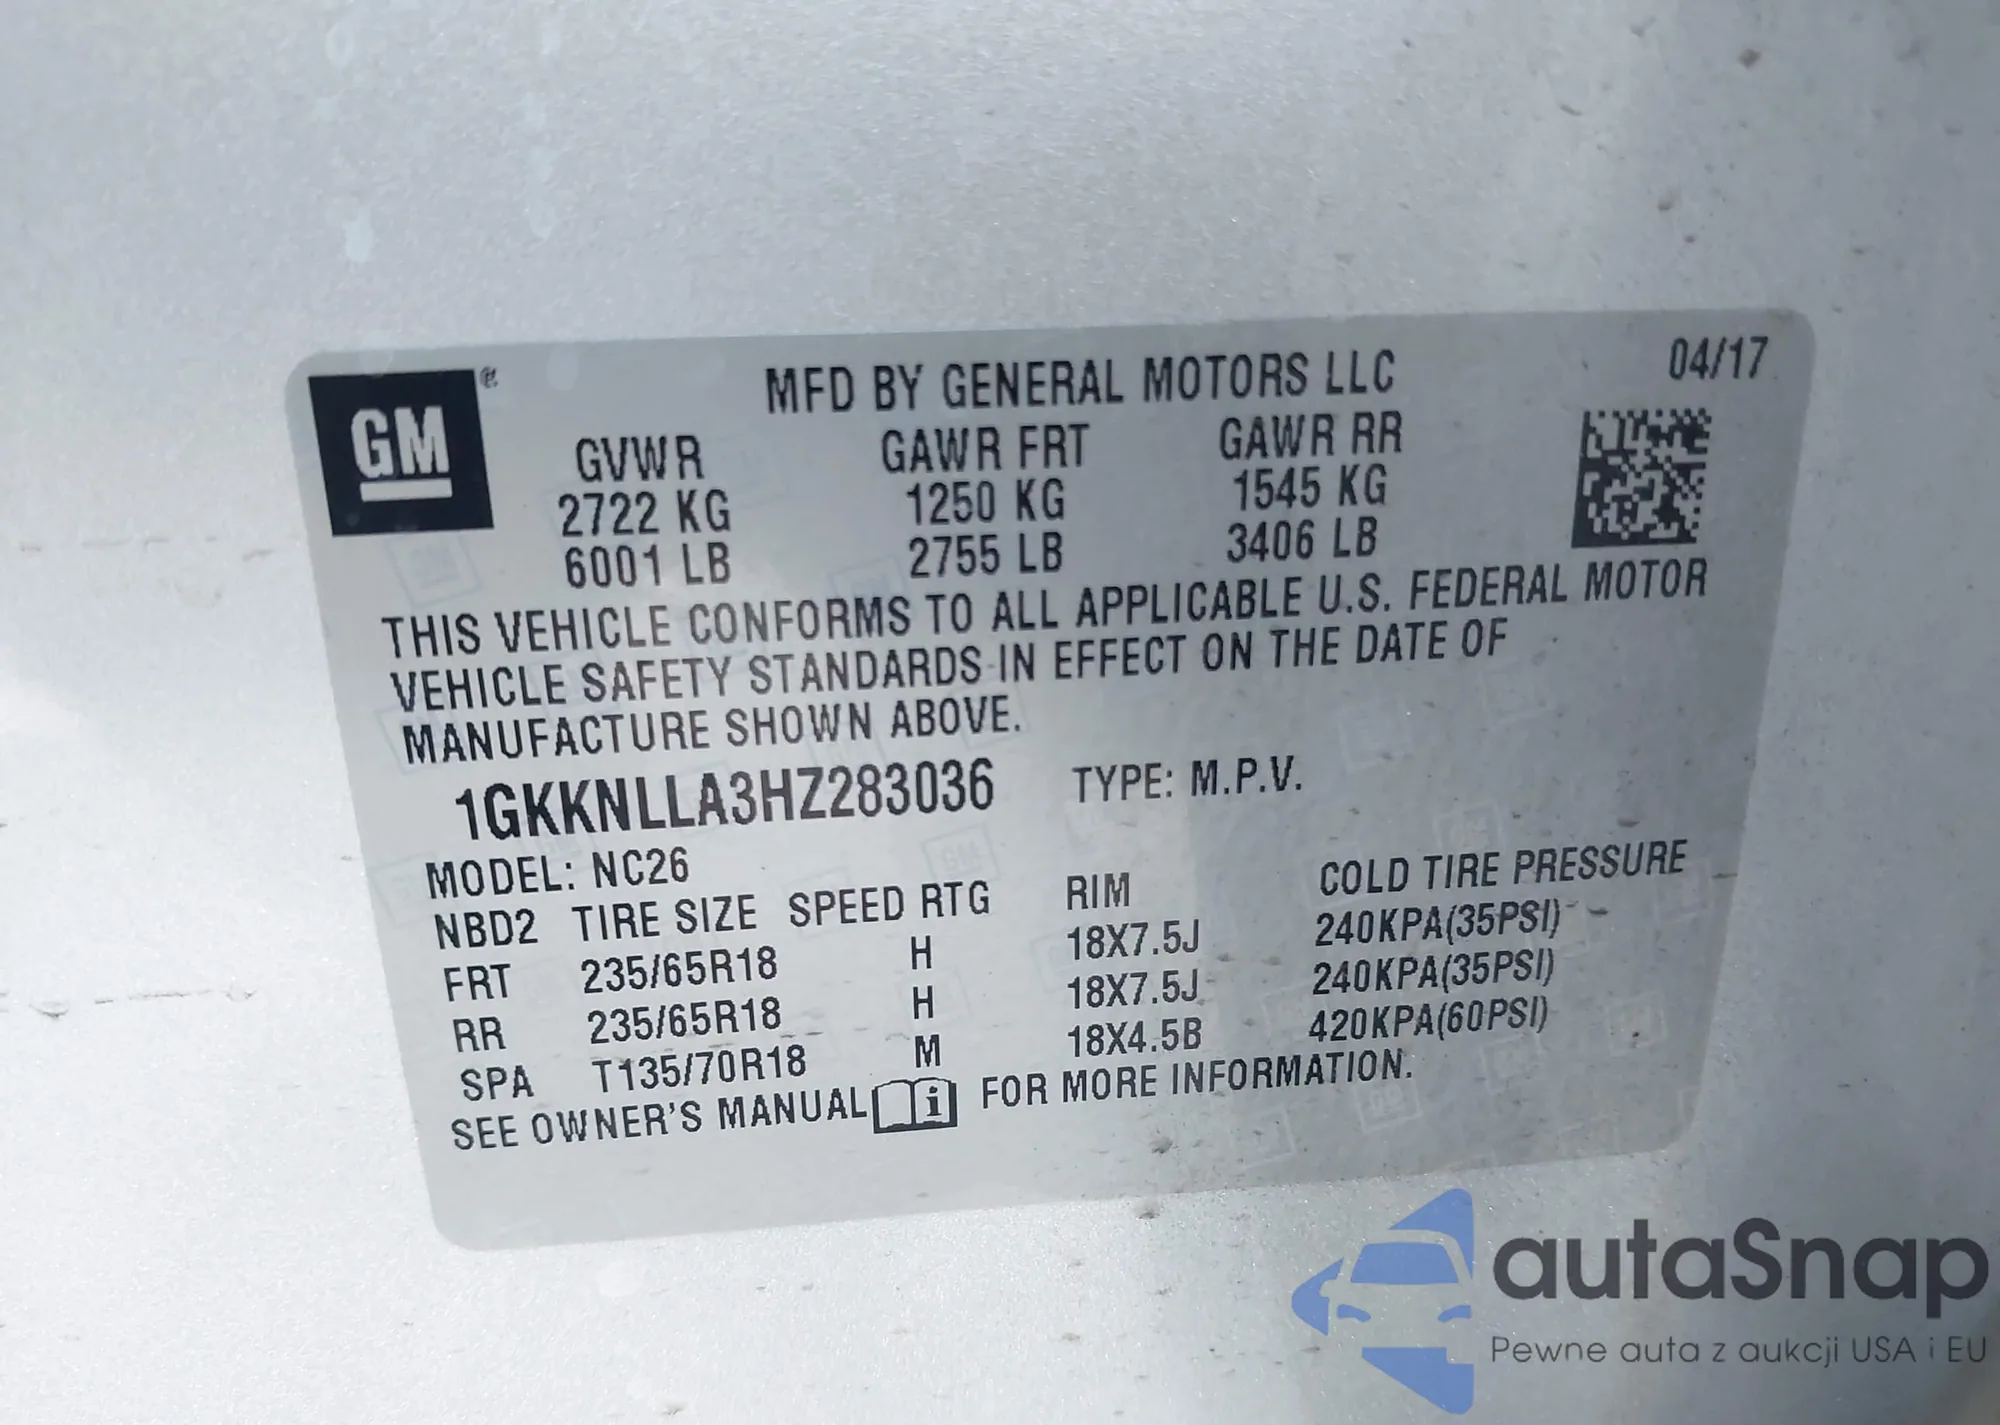 GM
MFD BY GENERAL MOTORS LLC 04/17
GVWR GAWR FRT GAWR RR
2722 KG 1250 KG 1545 KG
6001 LB 2755 LB 3406 LB
THIS VEHICLE CONFORMS TO ALL APPLICABLE U.S. FEDERAL MOTOR
VEHICLE SAFETY STANDARDS IN EFFECT ON THE DATE OF
MANUFACTURE SHOWN ABOVE.
1GKKNLLA3HZ283036 TYPE: M.P.V.
MODEL: NC26
NBD2 TIRE SIZE SPEED RTG RIM COLD TIRE PRESSURE
FRT 235/65R18 H 18X7.5J 240KPA(35PSI)
RR 235/65R18 H 18X7.5J 240KPA(35PSI)
SPA T135/70R18 M 18X4.5B 420KPA(60PSI)
SEE OWNER'S MANUAL i FOR MORE INFORMATION.
autaSnap
Pewne auta z aukcji USA i EU